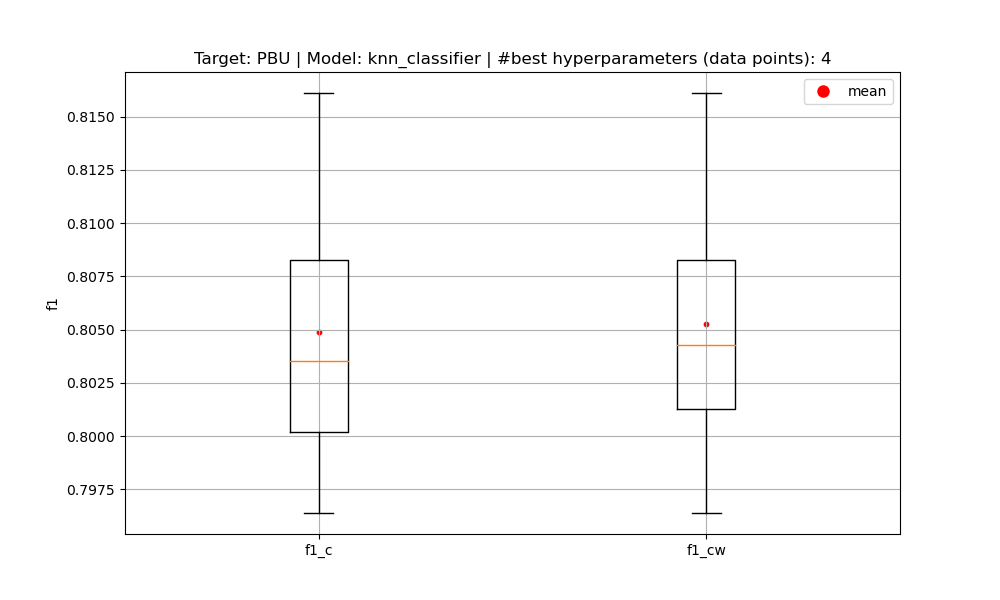 Target: PBU | Model: knn_classifier | #best hyperparameters (data points): 4
mean
0.8150
0.8125
0.8100
0.8075
0.8050
0.8025
0.8000
0.7975
f1
f1_c
f1_cw